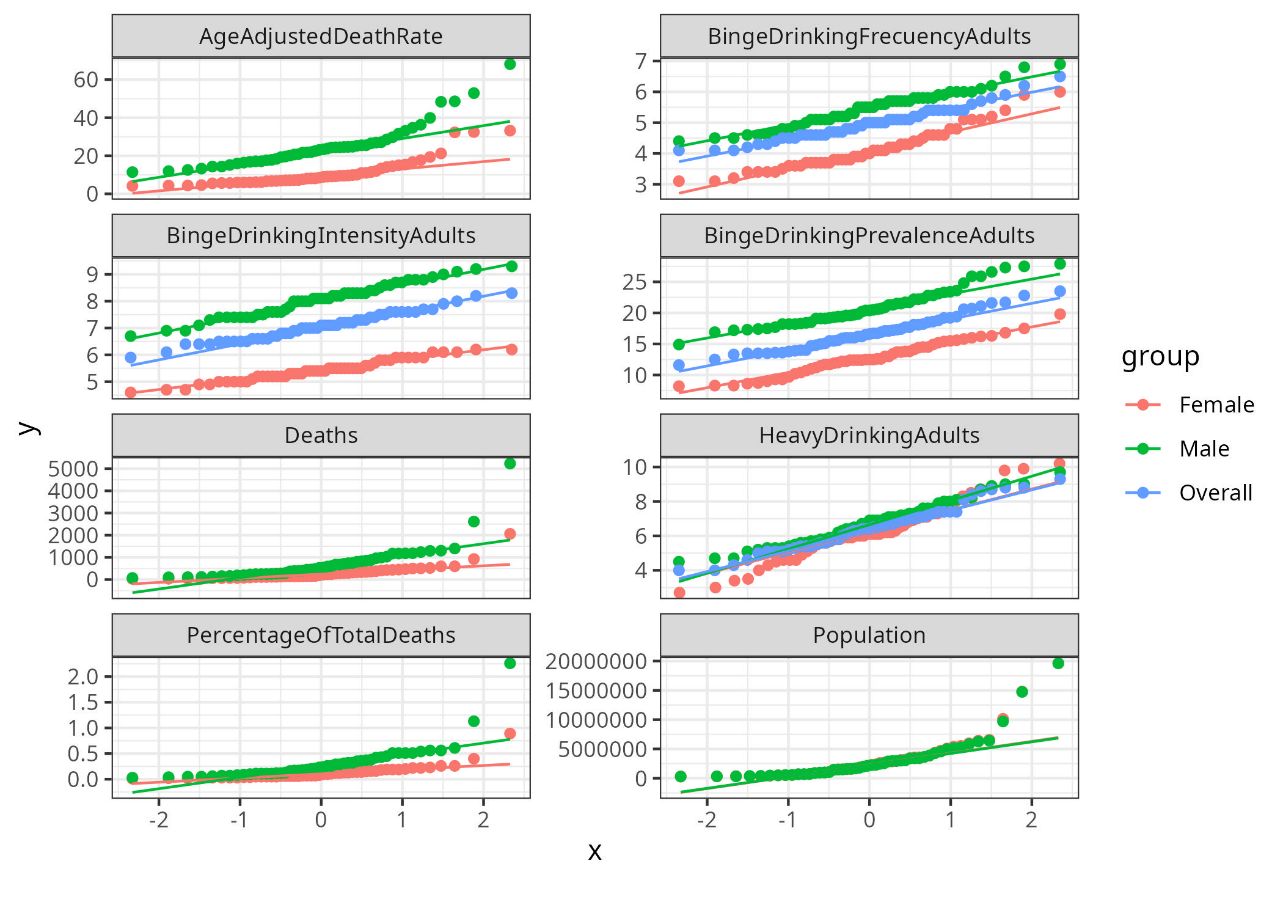 AgeAdjustedDeathRate
BingeDrinkingFrecuencyAdults
60
40
20
0
7
6
5
4
3
BingeDrinkingIntensityAdults
BingeDrinkingPrevalenceAdults
9
8
7
6
5
25
20
15
10
Deaths
HeavyDrinkingAdults
5000
4000
3000
2000
1000
0
10
8
6
4
PercentageOfTotalDeaths
Population
2.0
1.5
1.0
0.5
0.0
20000000
15000000
10000000
5000000
0
-2 -1 0 1 2
-2 -1 0 1 2
x
y
group
Female
Male
Overall